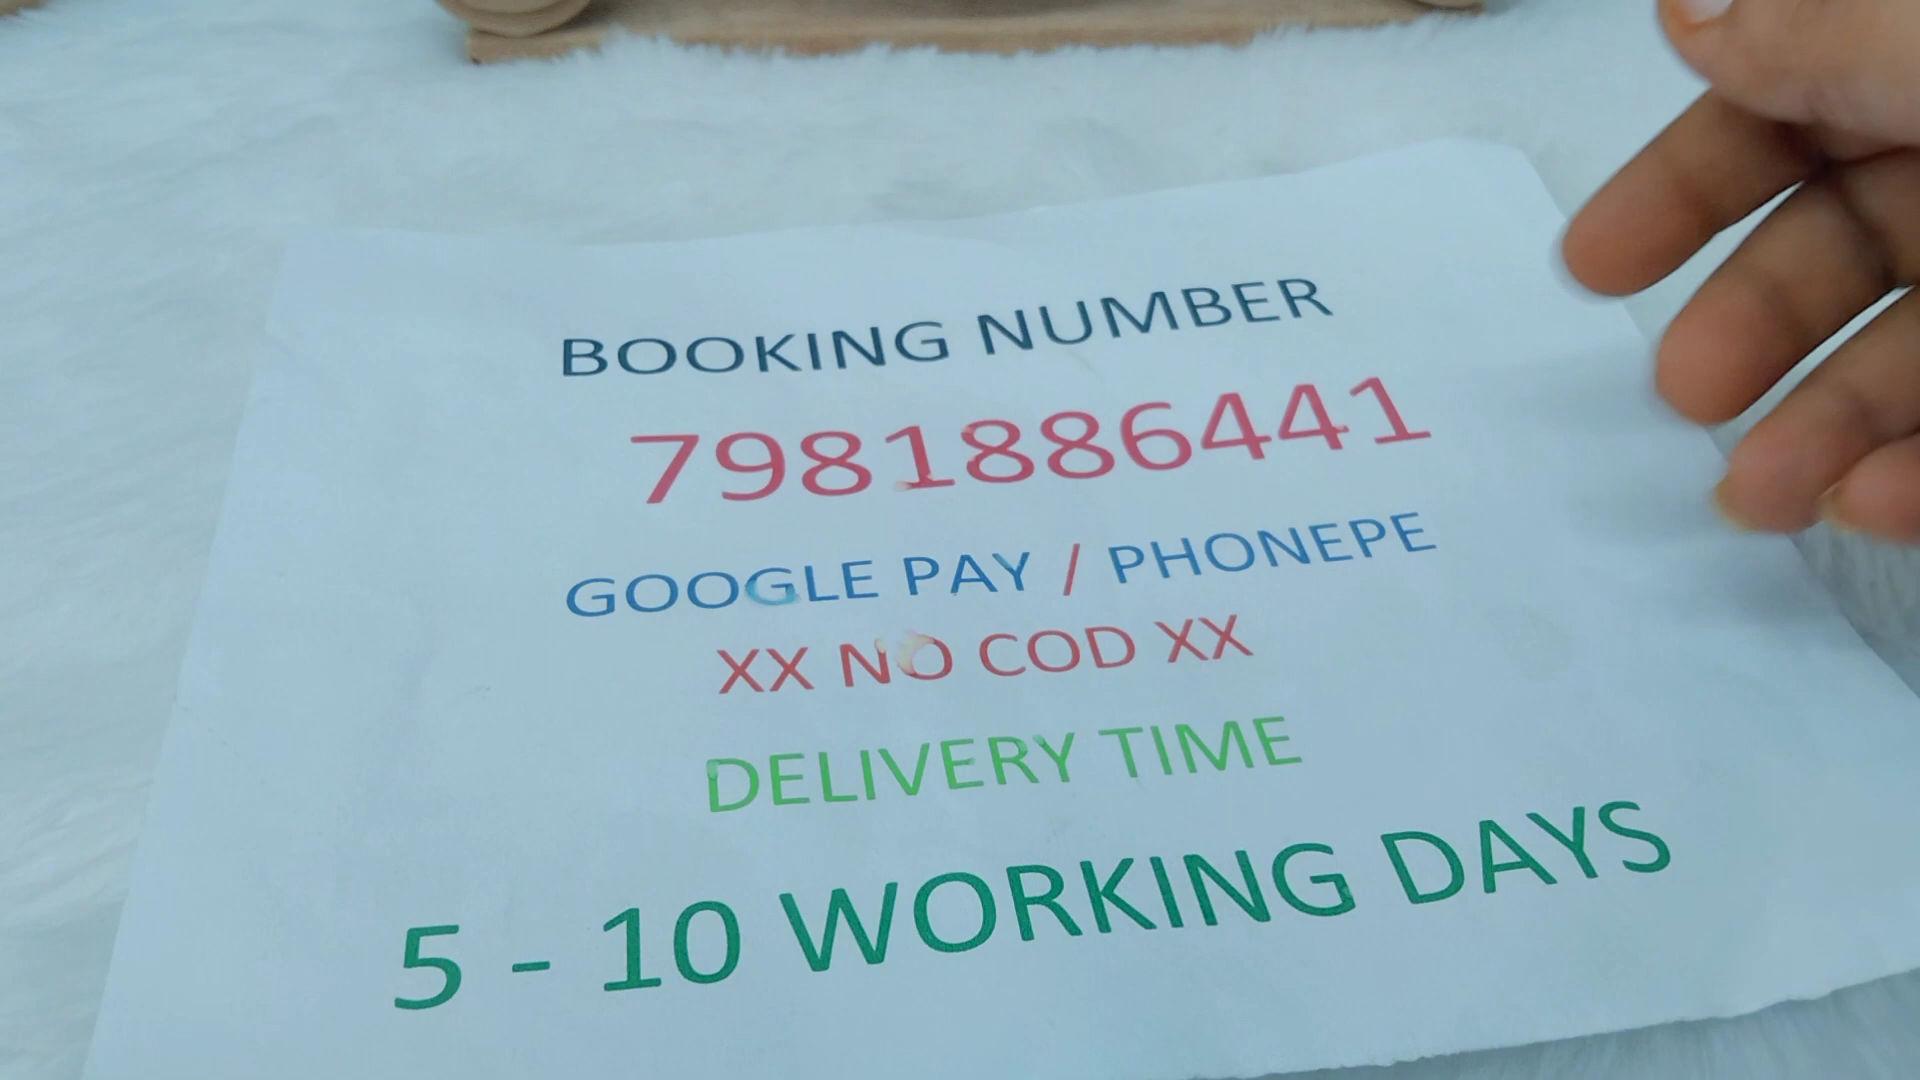 BOOKING NUMBER
7981886441
GOOGLE PAY / PHONEPE
XX NO COD XX
DELIVERY TIME
5 - 10 WORKING DAYS